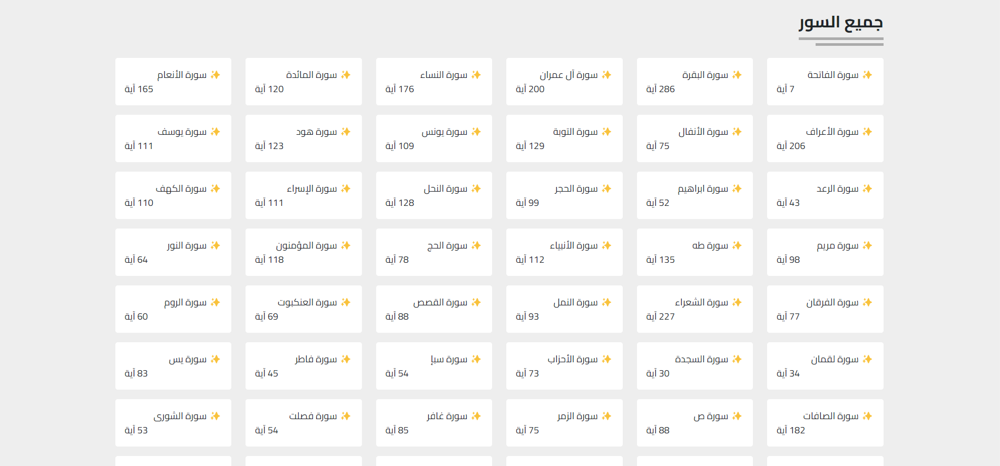 جميع السور
سورة الفاتحة
7 آية
سورة البقرة
286 آية
سورة آل عمران
200 آية
سورة النساء
176 آية
سورة المائدة
120 آية
سورة الأنعام
165 آية
سورة الأعراف
206 آية
سورة الأنفال
75 آية
سورة التوبة
129 آية
سورة يونس
109 آية
سورة هود
123 آية
سورة يوسف
111 آية
سورة الرعد
43 آية
سورة ابراهيم
52 آية
سورة الحجر
99 آية
سورة النحل
128 آية
سورة الإسراء
111 آية
سورة الكهف
110 آية
سورة مريم
98 آية
سورة طه
135 آية
سورة الأنبياء
112 آية
سورة الحج
78 آية
سورة المؤمنون
118 آية
سورة النور
64 آية
سورة الفرقان
77 آية
سورة الشعراء
227 آية
سورة النمل
93 آية
سورة القصص
88 آية
سورة العنكبوت
69 آية
سورة الروم
60 آية
سورة لقمان
34 آية
سورة السجدة
30 آية
سورة الأحزاب
73 آية
سورة سبإ
54 آية
سورة فاطر
45 آية
سورة يس
83 آية
سورة الصافات
182 آية
سورة ص
88 آية
سورة الزمر
75 آية
سورة غافر
85 آية
سورة فصلت
54 آية
سورة الشورى
53 آية